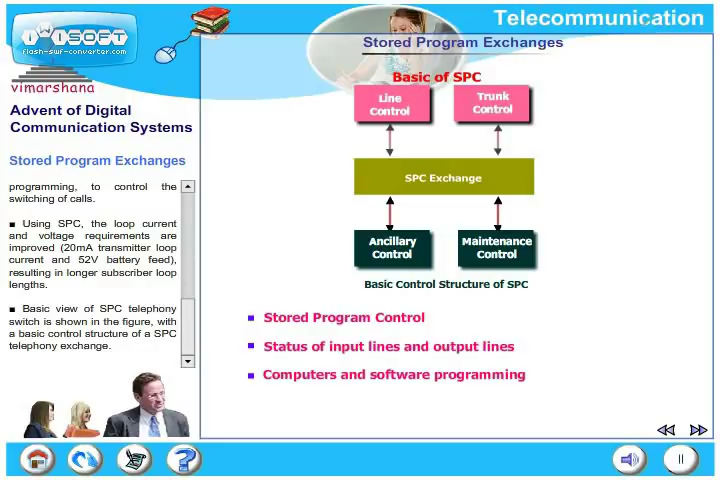 Telecommunication
iWiSOFT
flash-swf-converter.com
vimarshana
Advent of Digital
Communication Systems
Stored Program Exchanges
programming, to control the
switching of calls.
■ Using SPC, the loop current
and voltage requirements are
improved (20mA transmitter loop
current and 52V battery feed),
resulting in longer subscriber loop
lengths.
■ Basic view of SPC telephony
switch is shown in the figure, with
a basic control structure of a SPC
telephony exchange.
Stored Program Exchanges
Basic of SPC
Line
Control
Trunk
Control
SPC Exchange
Ancillary
Control
Maintenance
Control
Basic Control Structure of SPC
■ Stored Program Control
■ Status of input lines and output lines
■ Computers and software programming